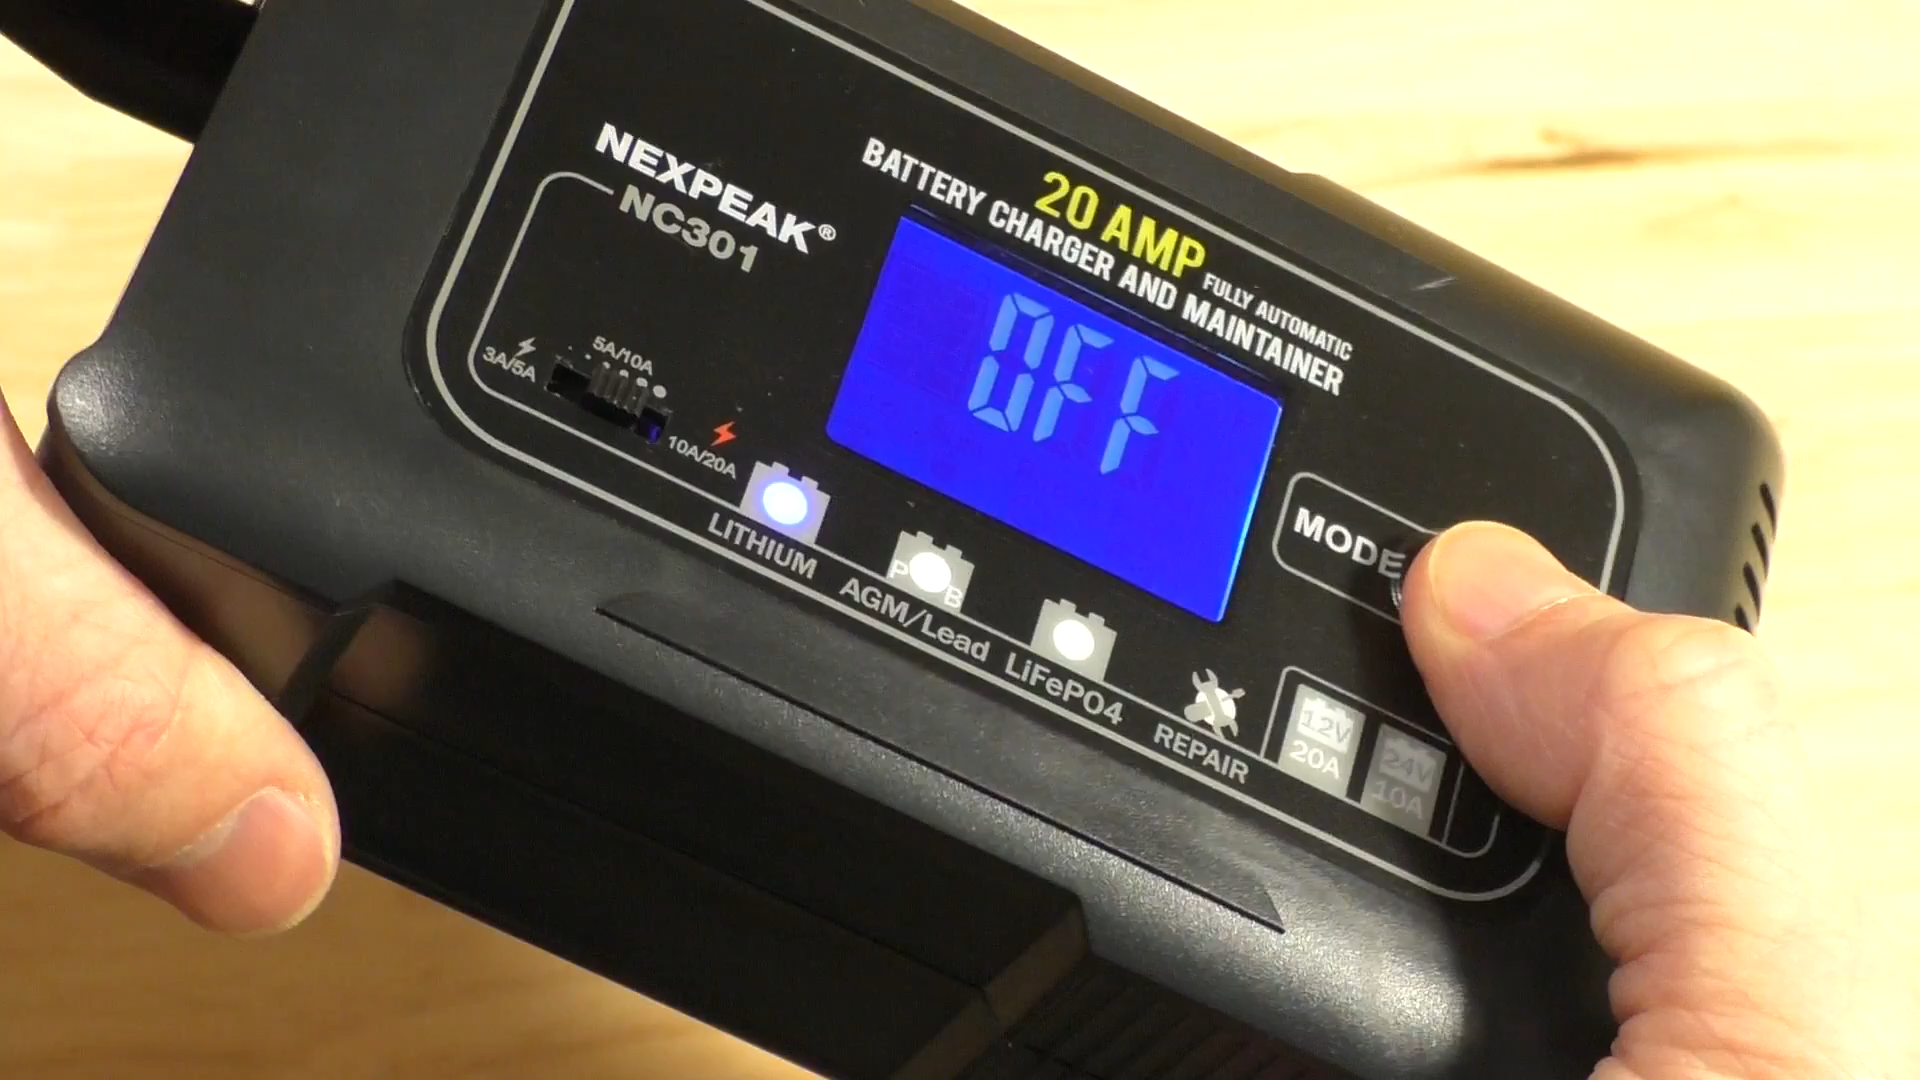 NEXPEAK®
NC301
20 AMP
FULLY AUTOMATIC
BATTERY CHARGER AND MAINTAINER
OFF
3A/5A
5A/10A
10A/20A
LITHIUM
P B
AGM/Lead
LiFePO4
REPAIR
MODE
12V
20A
24V
10A